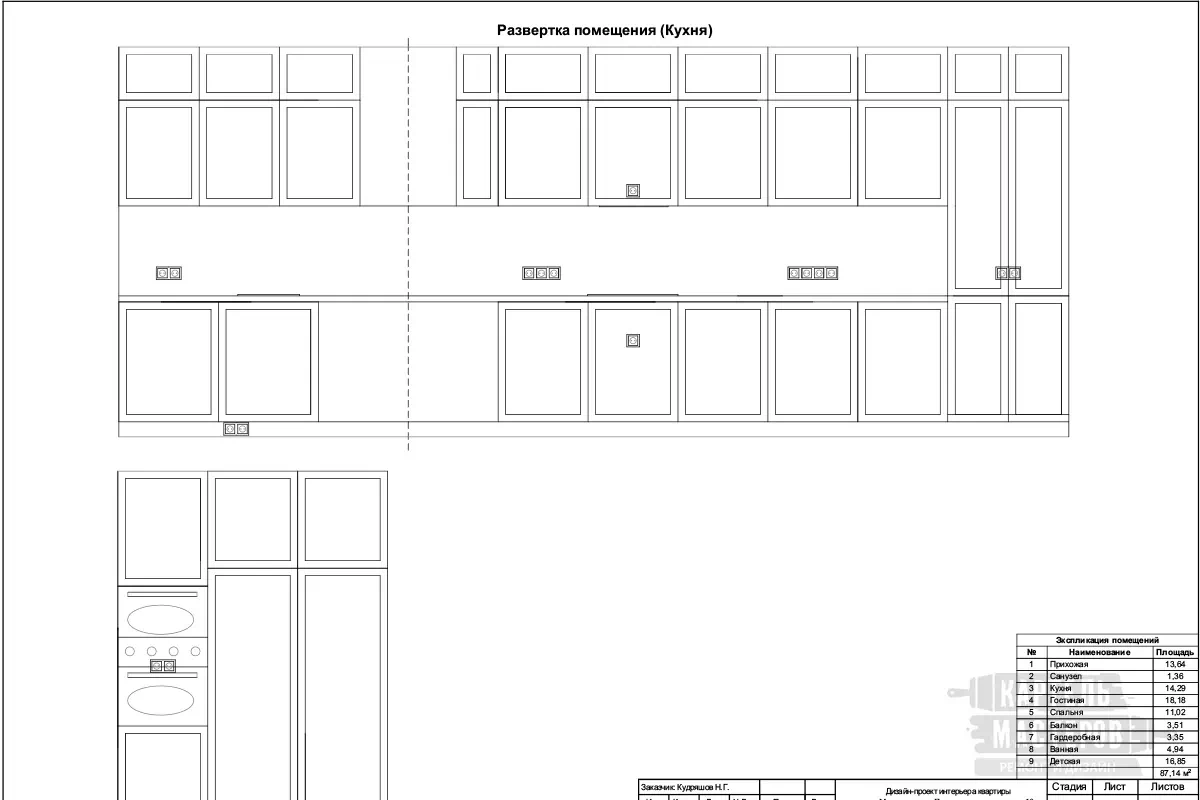 Развертка помещения (Кухня)
Экспликация помещений
№ Наименование Площадь
1 Прихожая 13,64
2 Санузел 1,36
3 Кухня 14,29
4 Гостиная 18,18
5 Спальня 11,02
6 Балкон 3,51
7 Гардеробная 3,35
8 Ванная 4,94
9 Детская 16,85
87,14 м²
РЕМОНТ И ДИЗАЙН
Заказчик: Кудряшов Н.Г.
Дизайн-проект интерьера квартиры
Стадия Лист Листов